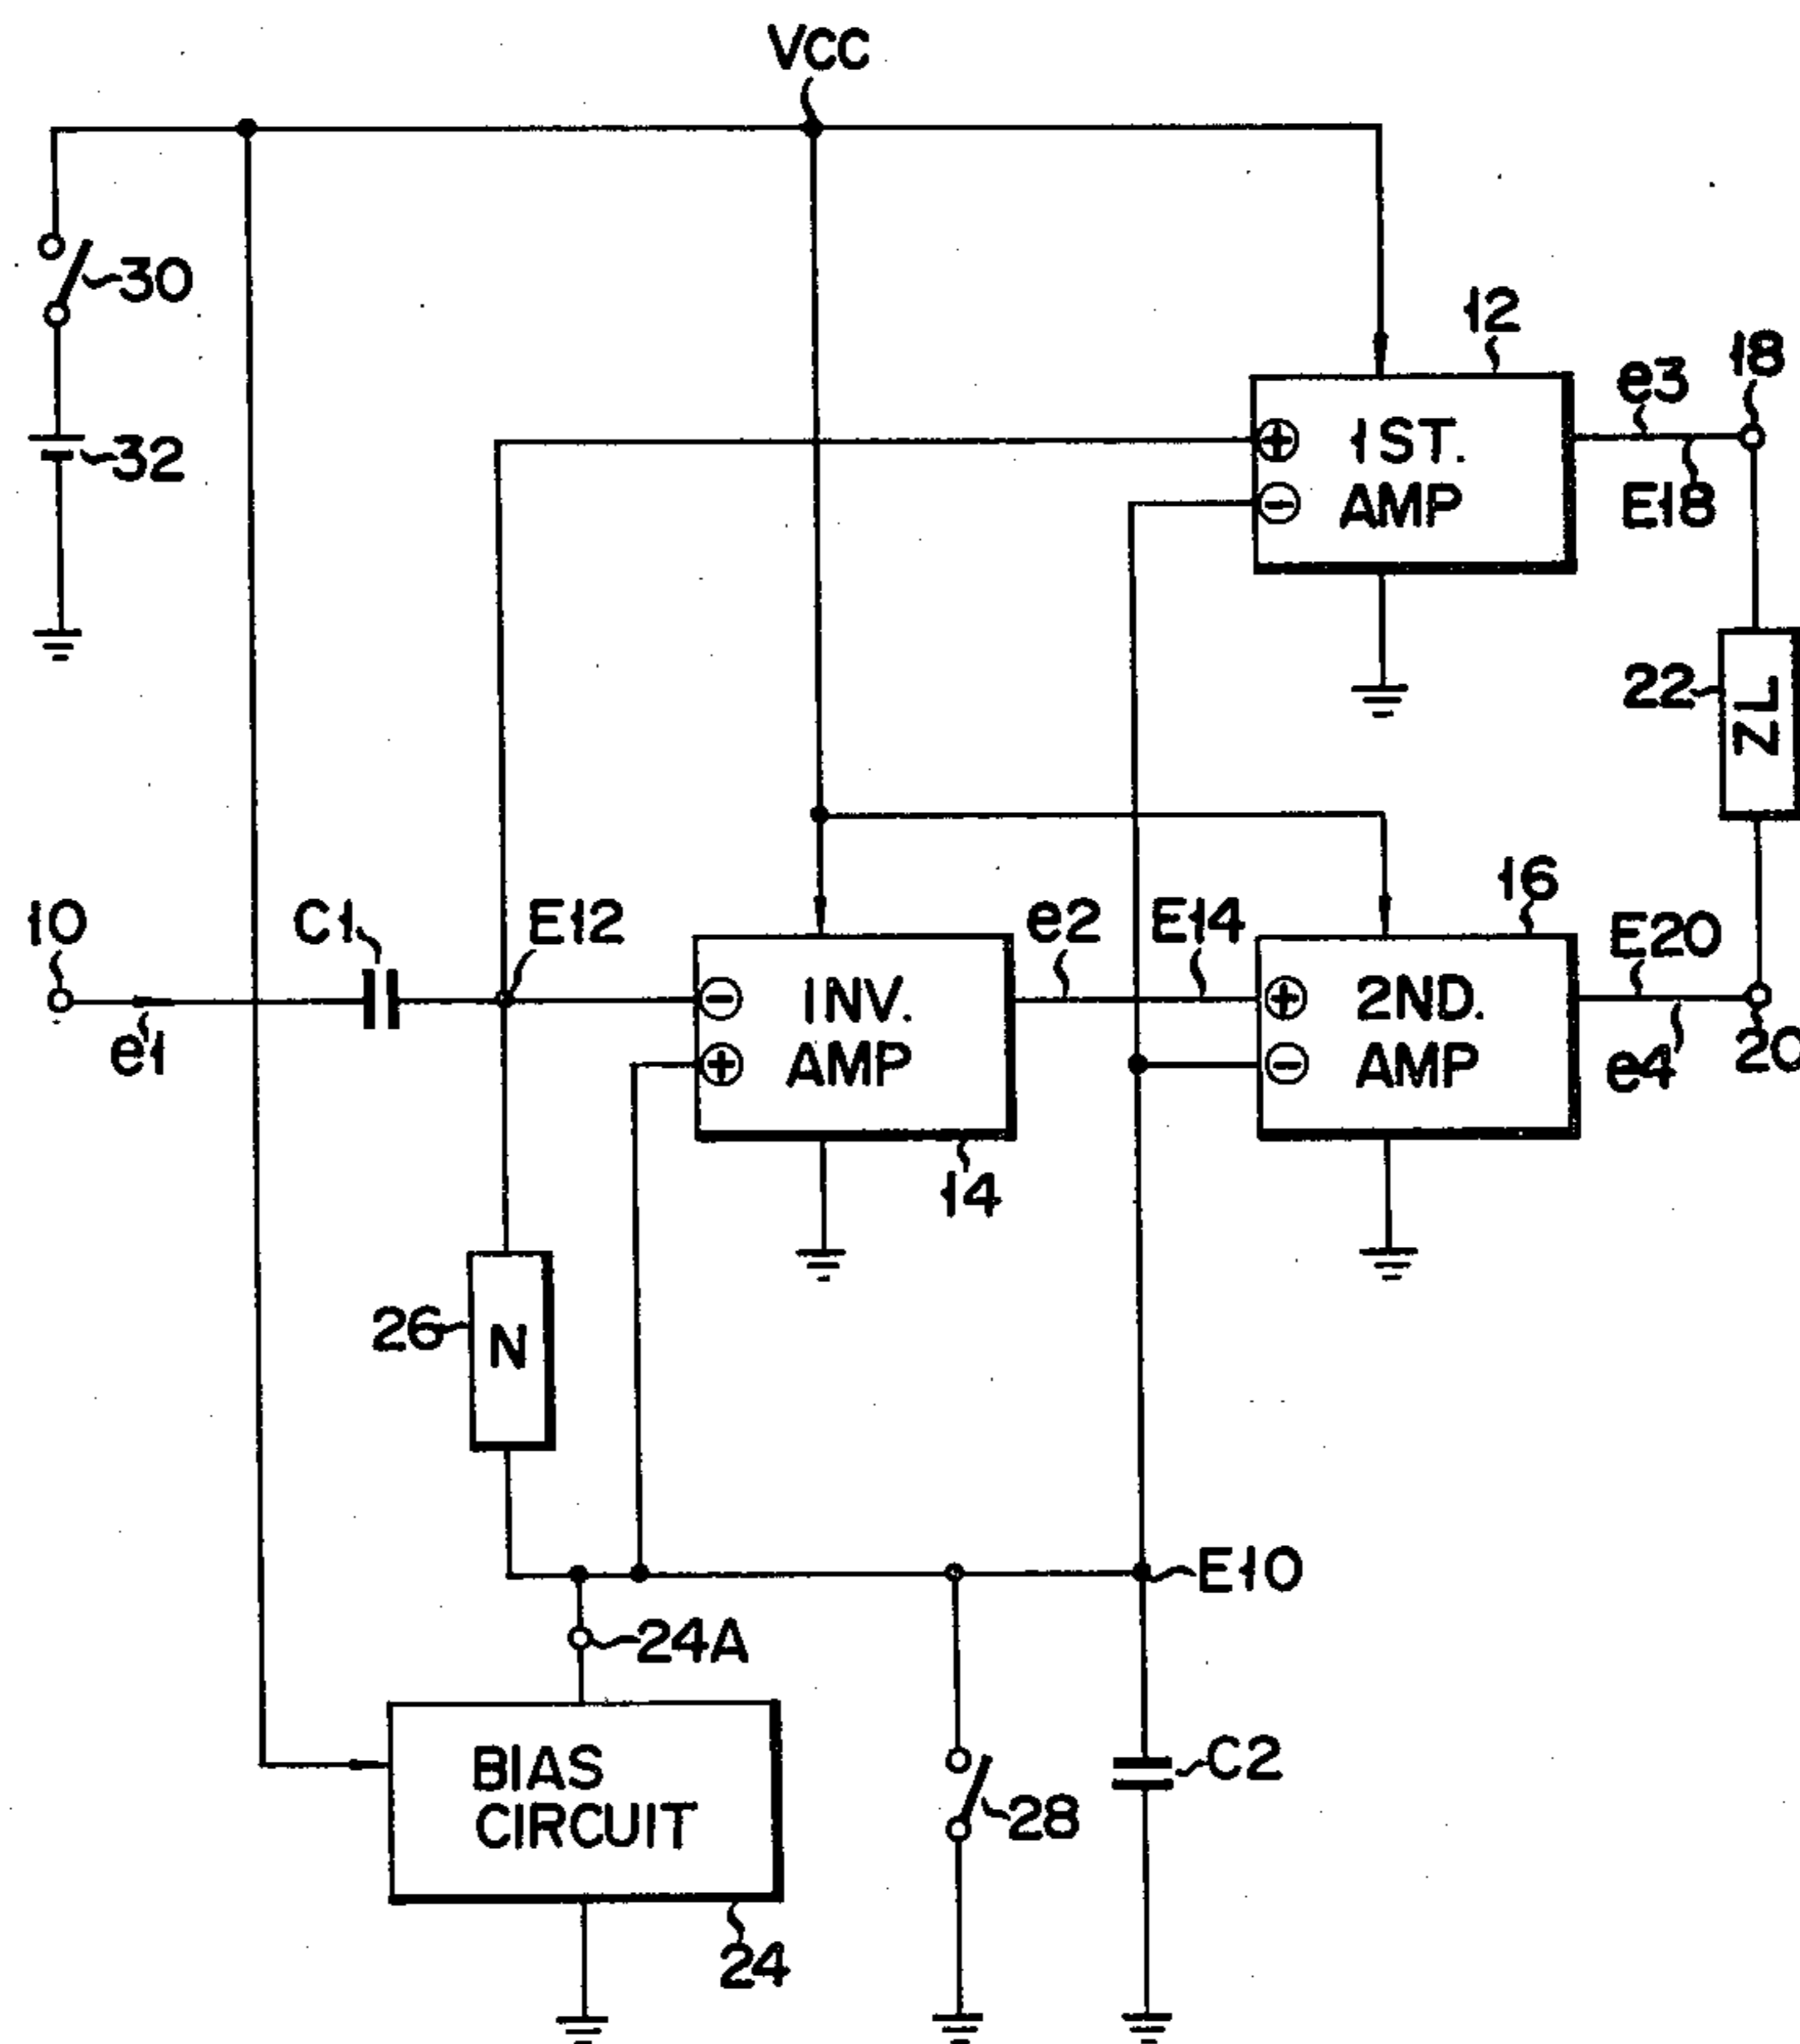 VCC
30
12
18
e3
+
1ST.
AMP
-
E18
32
22
ZL
16
10
C1
E12
e2
E14
E20
-
1NV.
AMP
+
+
2ND.
AMP
-
e1
e4
20
14
26
N
E10
24A
BIAS
CIRCUIT
C2
28
24